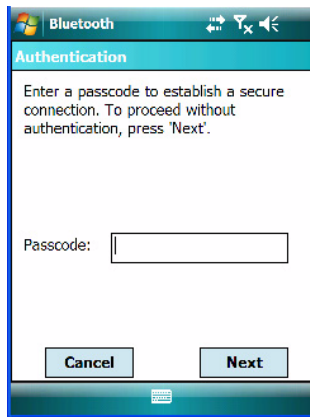 Bluetooth
Authentication
Enter a passcode to establish a secure
connection. To proceed without
authentication, press 'Next'.
Passcode:
Cancel
Next